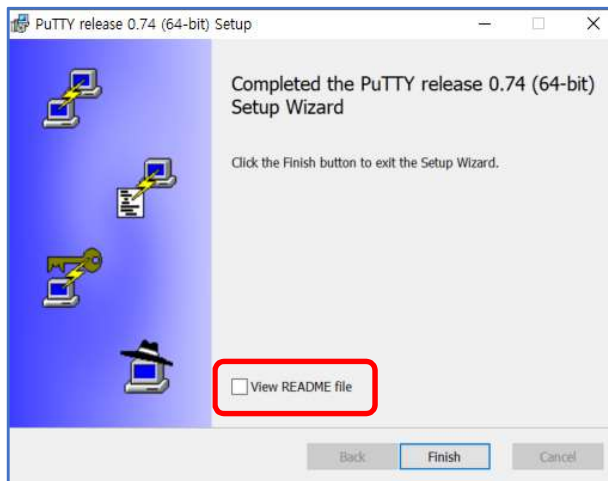 PuTTY release 0.74 (64-bit) Setup
Completed the PuTTY release 0.74 (64-bit)
Setup Wizard
Click the Finish button to exit the Setup Wizard.
View README file
Back
Finish
Cancel